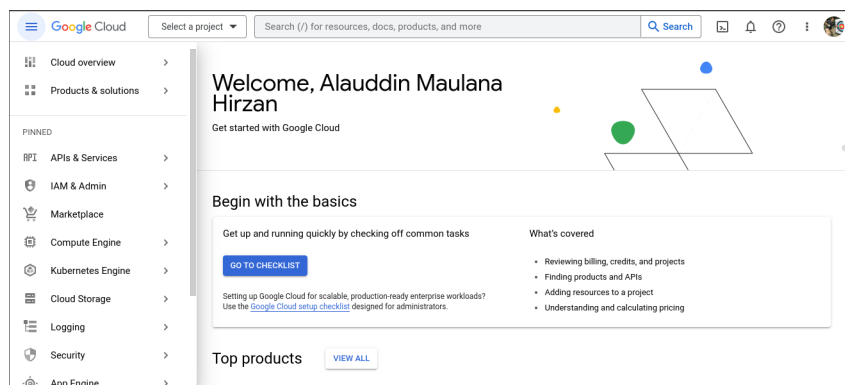 Google Cloud
Select a project
Search (/) for resources, docs, products, and more
Search
Cloud overview
Products & solutions
PINNED
API APIs & Services
IAM & Admin
Marketplace
Compute Engine
Kubernetes Engine
Cloud Storage
Logging
Security
App Engine
Welcome, Alauddin Maulana
Hirzan
Get started with Google Cloud
Begin with the basics
Get up and running quickly by checking off common tasks
GO TO CHECKLIST
Setting up Google Cloud for scalable, production-ready enterprise workloads?
Use the Google Cloud setup checklist designed for administrators.
What's covered
Reviewing billing, credits, and projects
Finding products and APIs
Adding resources to a project
Understanding and calculating pricing
Top products
VIEW ALL